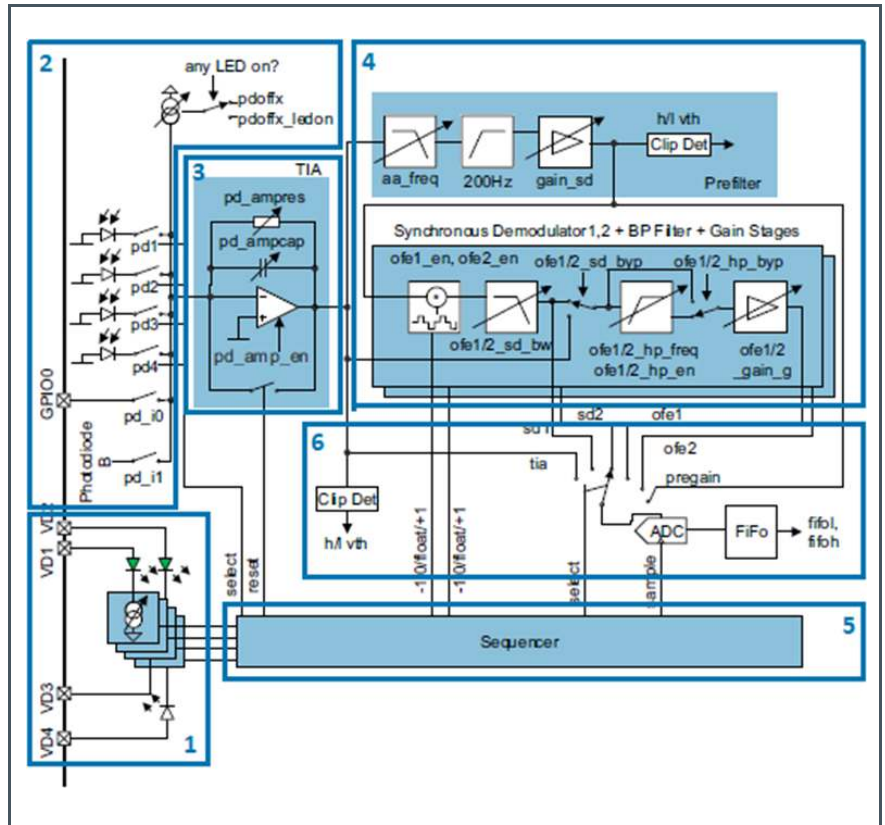 2
any LED on?
pdoffx
pdoffx_ledon
pd1
pd2
pd3
pd4
GPIO0
pd_i0
Photodiode
B
pd_i1
3
TIA
pd_ampres
pd_ampcap
pd_amp_en
4
aa_freq
200Hz
gain_sd
h/l vth
Clip Det
Prefilter
Synchronous Demodulator1,2 + BP Filter + Gain Stages
ofe1_en, ofe2_en
ofe1/2_sd_byp
ofe1/2_hp_byp
ofe1/2_sd_bw
ofe1/2_hp_freq
ofe1/2_hp_en
ofe1/2
_gain_g
6
sd1
sd2
ofe1
ofe2
tia
pregain
Clip Det
h/l vth
-1/0/float/+1
-1/0/float/+1
ADC
FiFo
fifol,
fifoh
select
reset
select
sample
5
Sequencer
VD2
VD1
VD3
VD4
1